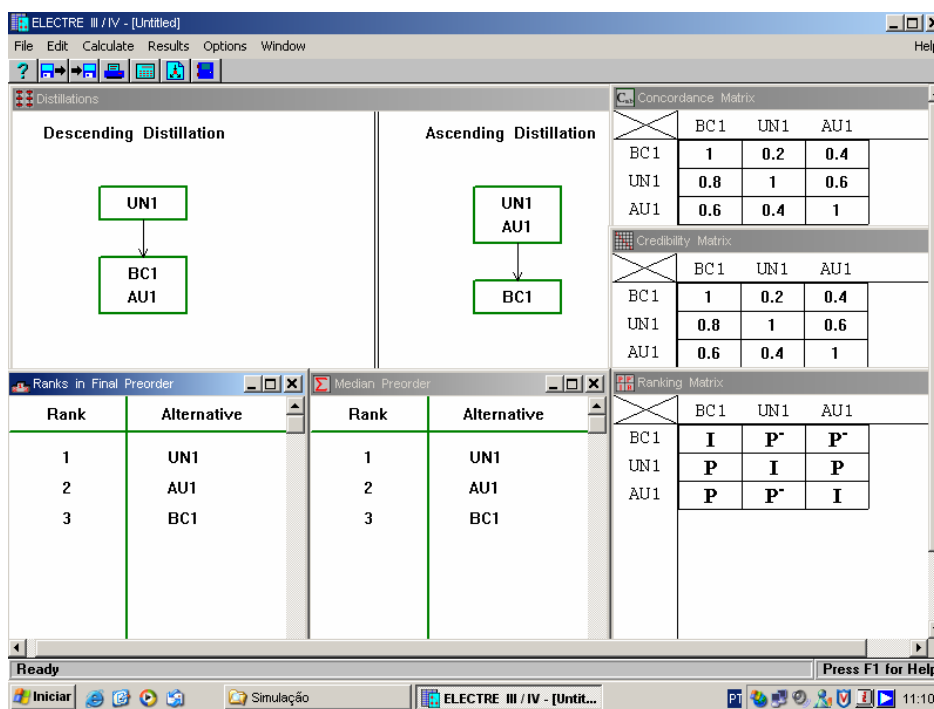 ELECTRE III / IV - [Untitled]
File Edit Calculate Results Options Window Help
?
Distillations
Descending Distillation
UN1
BC1
AU1
Ascending Distillation
UN1
AU1
BC1
Concordance Matrix
BC1 UN1 AU1
BC1 1 0.2 0.4
UN1 0.8 1 0.6
AU1 0.6 0.4 1
Credibility Matrix
BC1 UN1 AU1
BC1 1 0.2 0.4
UN1 0.8 1 0.6
AU1 0.6 0.4 1
Ranks in Final Preorder
Rank Alternative
1 UN1
2 AU1
3 BC1
Median Preorder
Rank Alternative
1 UN1
2 AU1
3 BC1
Ranking Matrix
BC1 UN1 AU1
BC1 I P⁻ P⁻
UN1 P I P
AU1 P P⁻ I
Ready Press F1 for Help
Iniciar Simulação ELECTRE III / IV - [Untit... PT 11:10